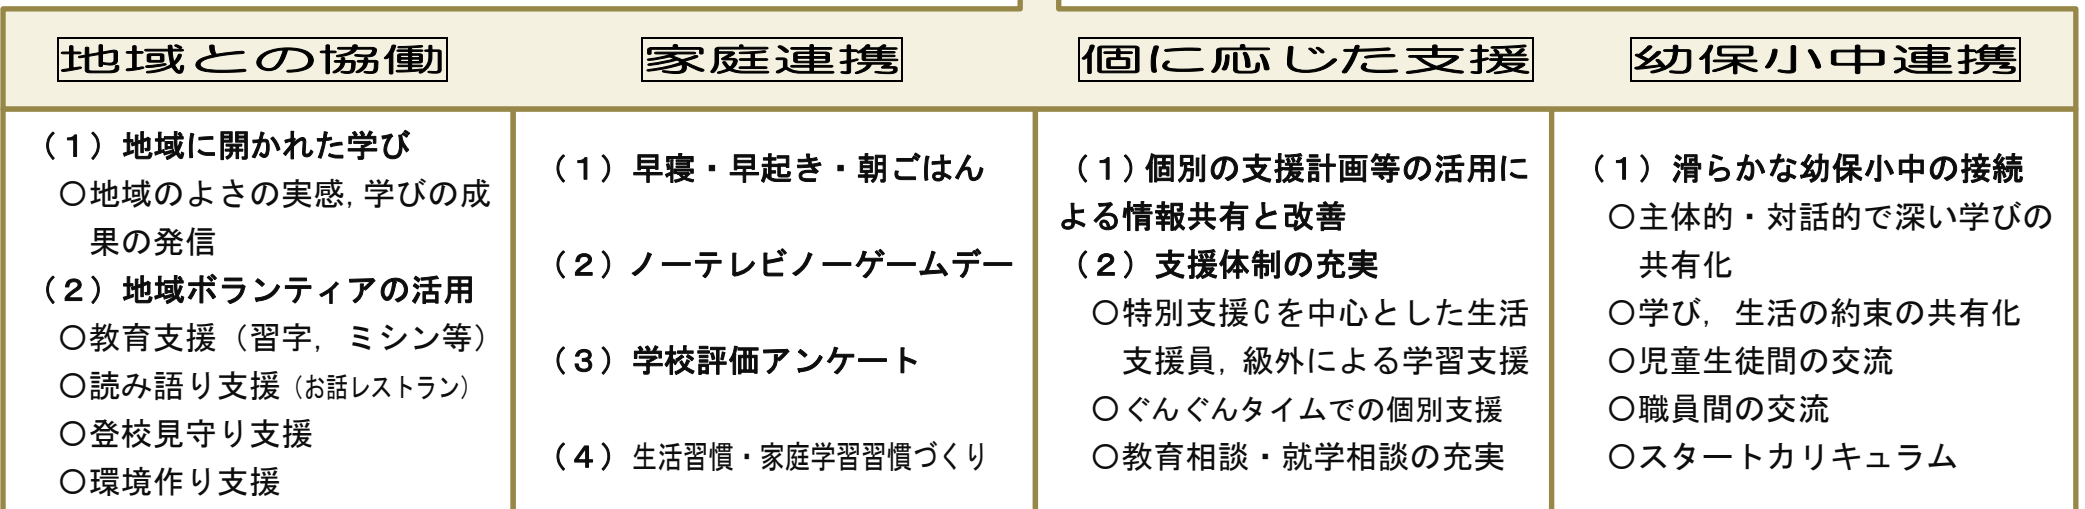 地域との協働
（１）地域に開かれた学び
〇地域のよさの実感,学びの成
果の発信
（２）地域ボランティアの活用
〇教育支援（習字，ミシン等）
〇読み語り支援（お話レストラン）
〇登校見守り支援
〇環境作り支援
家庭連携
（１）早寝・早起き・朝ごはん
（２）ノーテレビノーゲームデー
（３）学校評価アンケート
（４）生活習慣・家庭学習習慣づくり
個に応じた支援
（１）個別の支援計画等の活用に
よる情報共有と改善
（２）支援体制の充実
〇特別支援Cを中心とした生活
支援員，級外による学習支援
〇ぐんぐんタイムでの個別支援
〇教育相談・就学相談の充実
幼保小中連携
（１）滑らかな幼保小中の接続
〇主体的・対話的で深い学びの
共有化
〇学び，生活の約束の共有化
〇児童生徒間の交流
〇職員間の交流
〇スタートカリキュラム